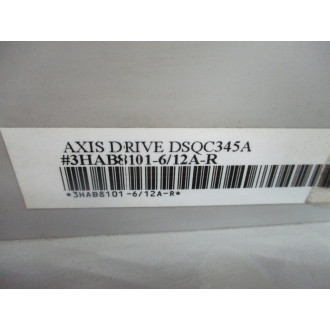 AXIS DRIVE DSQC345A
#3HAB8101-6/12A-R
*3HAB8101-6/12A-R*